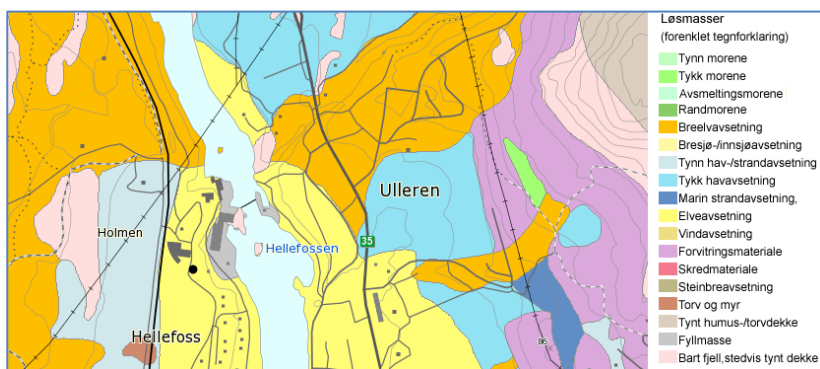 Løsmasser
(forenklet tegnforklaring)
Tynn morene
Tykk morene
Avsmeltingsmorene
Randmorene
Breelvavsetning
Bresjø-/innsjøavsetning
Tynn hav-/strandavsetning
Tykk havavsetning
Marin strandavsetning,
Elveavsetning
Vindavsetning
Forvitringsmateriale
Skredmateriale
Steinbreavsetning
Torv og myr
Tynt humus-/torvdekke
Fyllmasse
Bart fjell,stedvis tynt dekke
Ulleren
Holmen
35
Hellefossen
Hellefoss
86